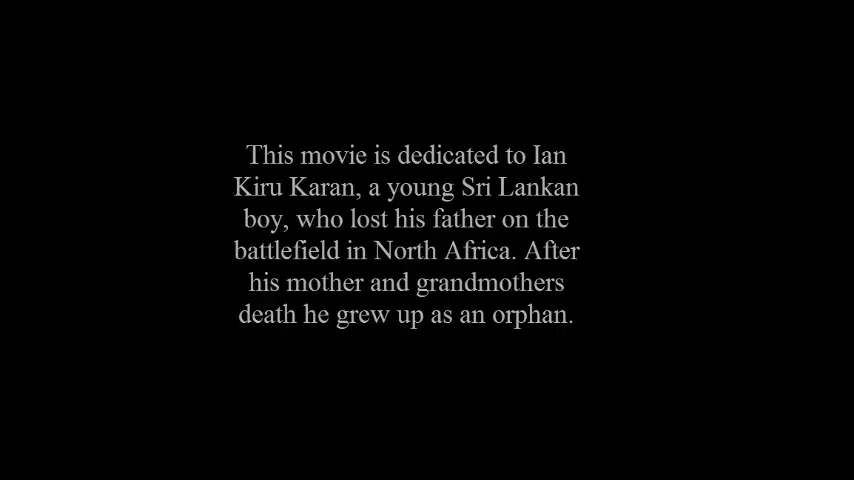 This movie is dedicated to Ian
Kiru Karan, a young Sri Lankan
boy, who lost his father on the
battlefield in North Africa. After
his mother and grandmothers
death he grew up as an orphan.